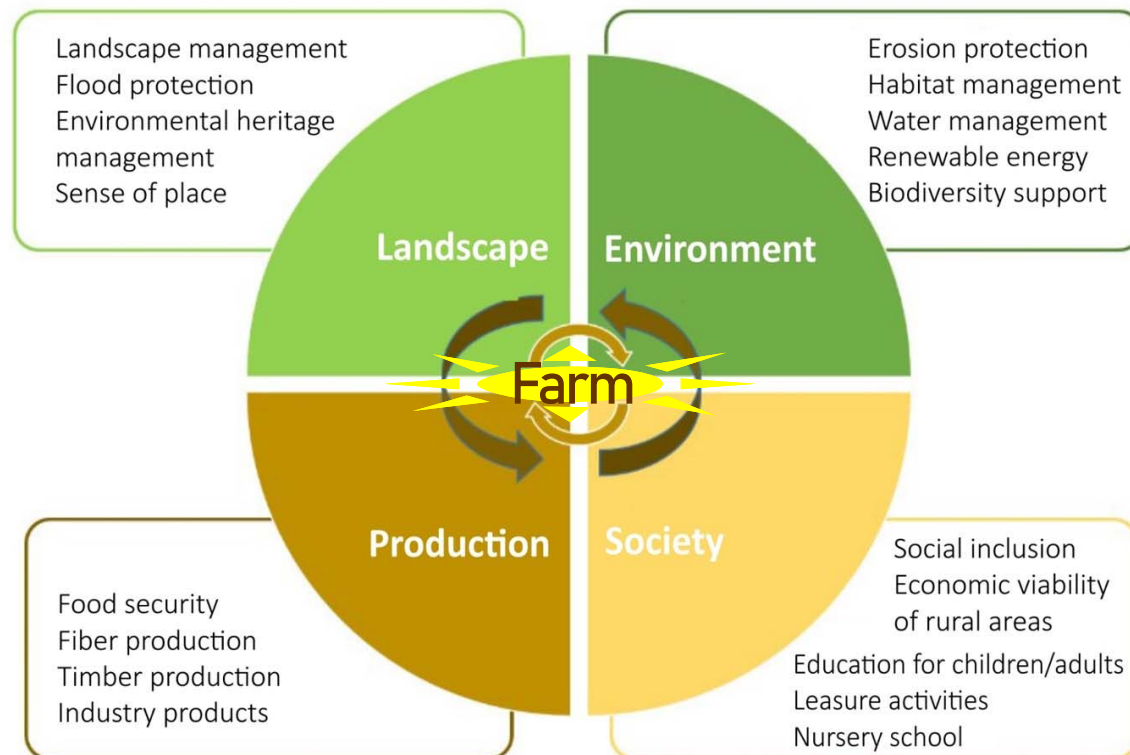 Landscape management
Flood protection
Environmental heritage
management
Sense of place
Erosion protection
Habitat management
Water management
Renewable energy
Biodiversity support
Landscape
Environment
Farm
Production
Society
Food security
Fiber production
Timber production
Industry products
Social inclusion
Economic viability
of rural areas
Education for children/adults
Leasure activities
Nursery school